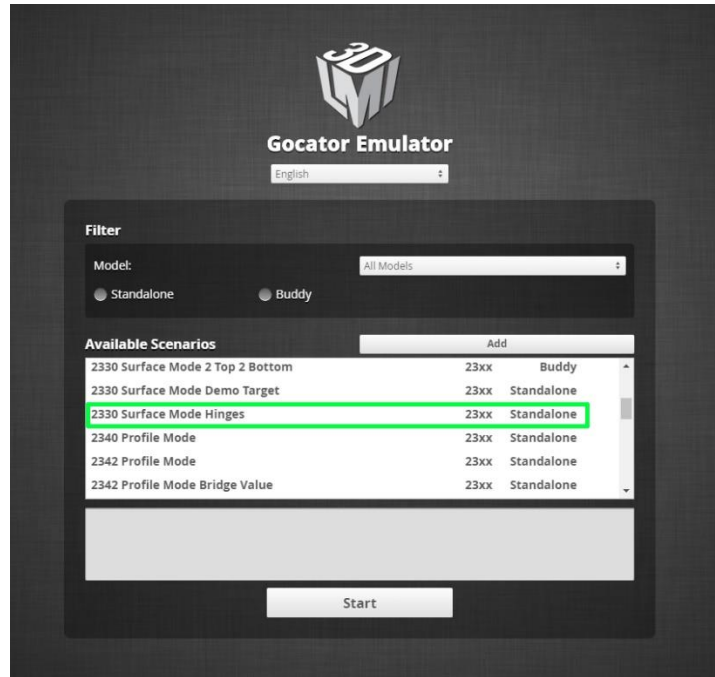 3D
LMI
Gocator Emulator
English
Filter
Model: All Models
Standalone Buddy
Available Scenarios Add
2330 Surface Mode 2 Top 2 Bottom 23xx Buddy
2330 Surface Mode Demo Target 23xx Standalone
2330 Surface Mode Hinges 23xx Standalone
2340 Profile Mode 23xx Standalone
2342 Profile Mode 23xx Standalone
2342 Profile Mode Bridge Value 23xx Standalone
Start